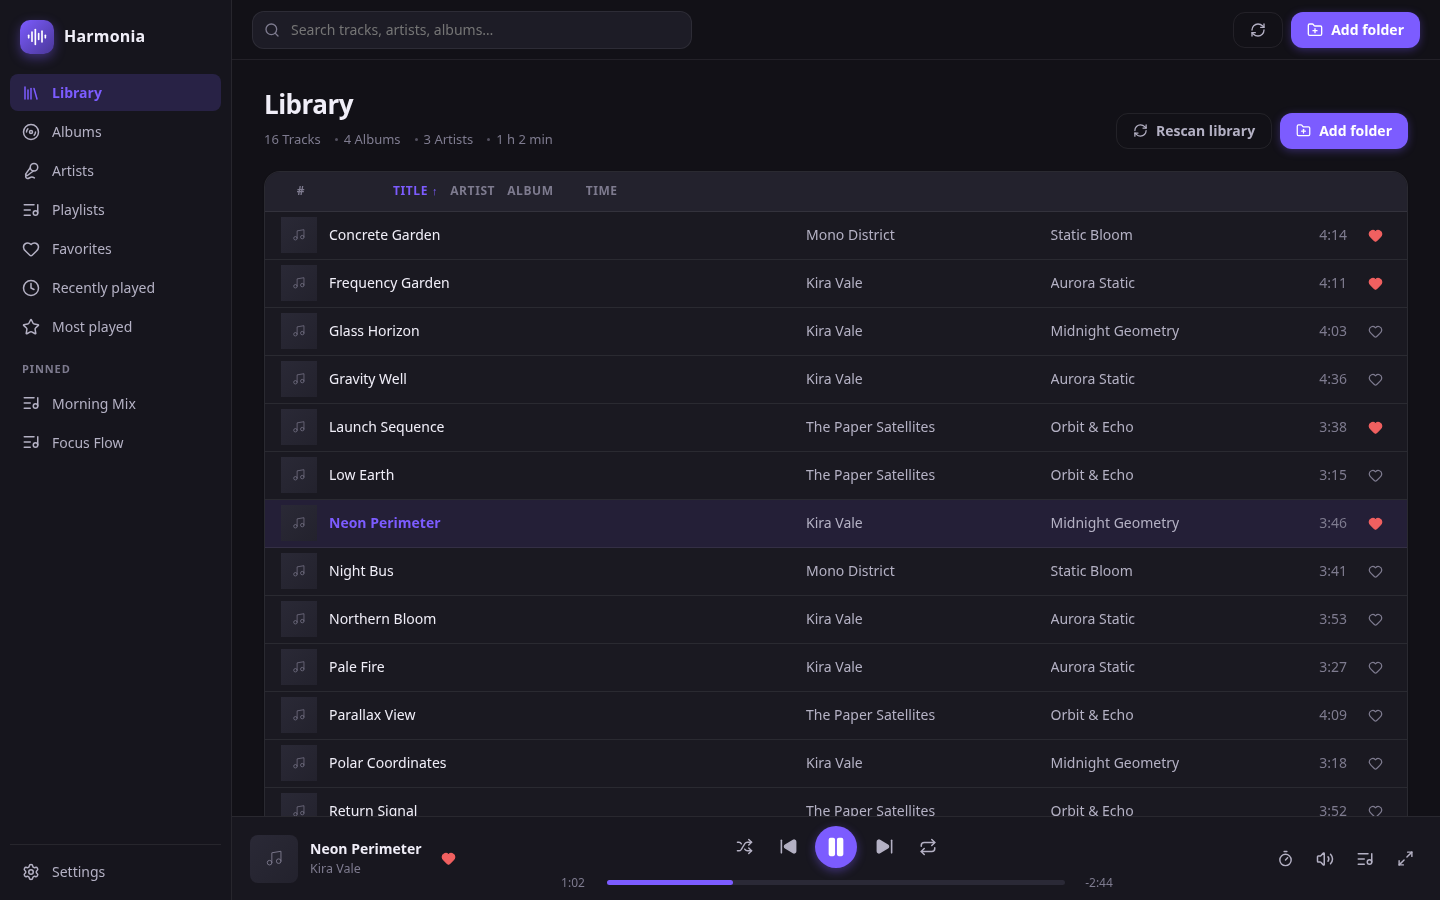 Harmonia
Search tracks, artists, albums...
Add folder
Library
Albums
Artists
Playlists
Favorites
Recently played
Most played
PINNED
Morning Mix
Focus Flow
Settings
Library
16 Tracks • 4 Albums • 3 Artists • 1 h 2 min
Rescan library
Add folder
# TITLE ↑ ARTIST ALBUM TIME
Concrete Garden Mono District Static Bloom 4:14
Frequency Garden Kira Vale Aurora Static 4:11
Glass Horizon Kira Vale Midnight Geometry 4:03
Gravity Well Kira Vale Aurora Static 4:36
Launch Sequence The Paper Satellites Orbit & Echo 3:38
Low Earth The Paper Satellites Orbit & Echo 3:15
Neon Perimeter Kira Vale Midnight Geometry 3:46
Night Bus Mono District Static Bloom 3:41
Northern Bloom Kira Vale Aurora Static 3:53
Pale Fire Kira Vale Aurora Static 3:27
Parallax View The Paper Satellites Orbit & Echo 4:09
Polar Coordinates Kira Vale Midnight Geometry 3:18
Return Signal The Paper Satellites Orbit & Echo 3:52
Neon Perimeter
Kira Vale
1:02 -2:44